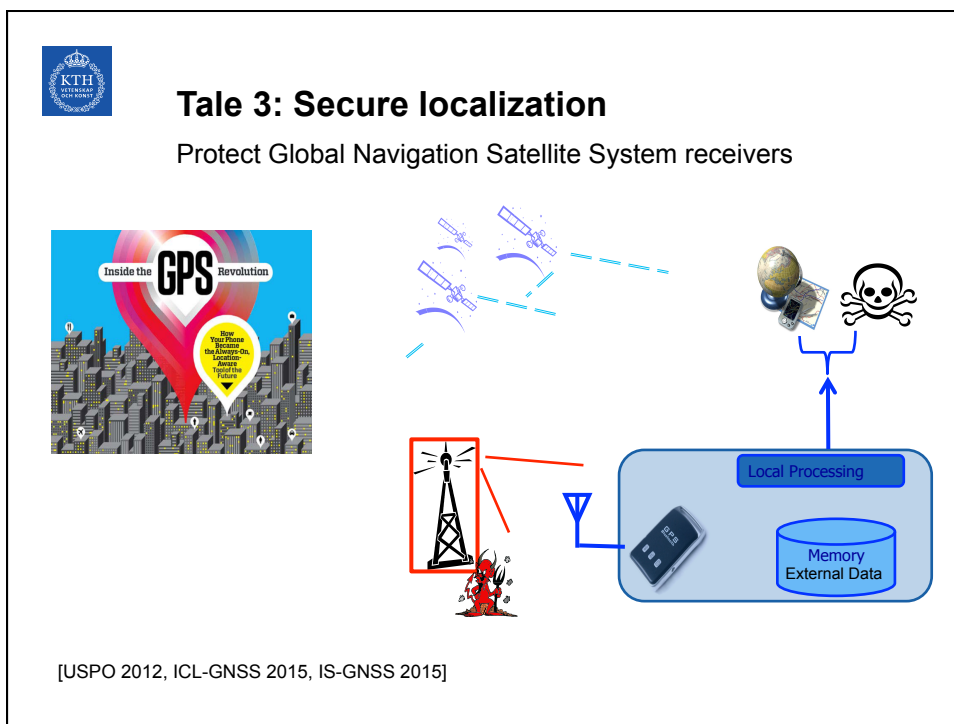 KTH
VETENSKAP
OCH KONST
Tale 3: Secure localization
Protect Global Navigation Satellite System receivers
Inside the GPS Revolution
How
Your Phone
Became
the Always-On,
Location-
Aware
Tool of the
Future
Local Processing
GPS
Memory
External Data
[USPO 2012, ICL-GNSS 2015, IS-GNSS 2015]